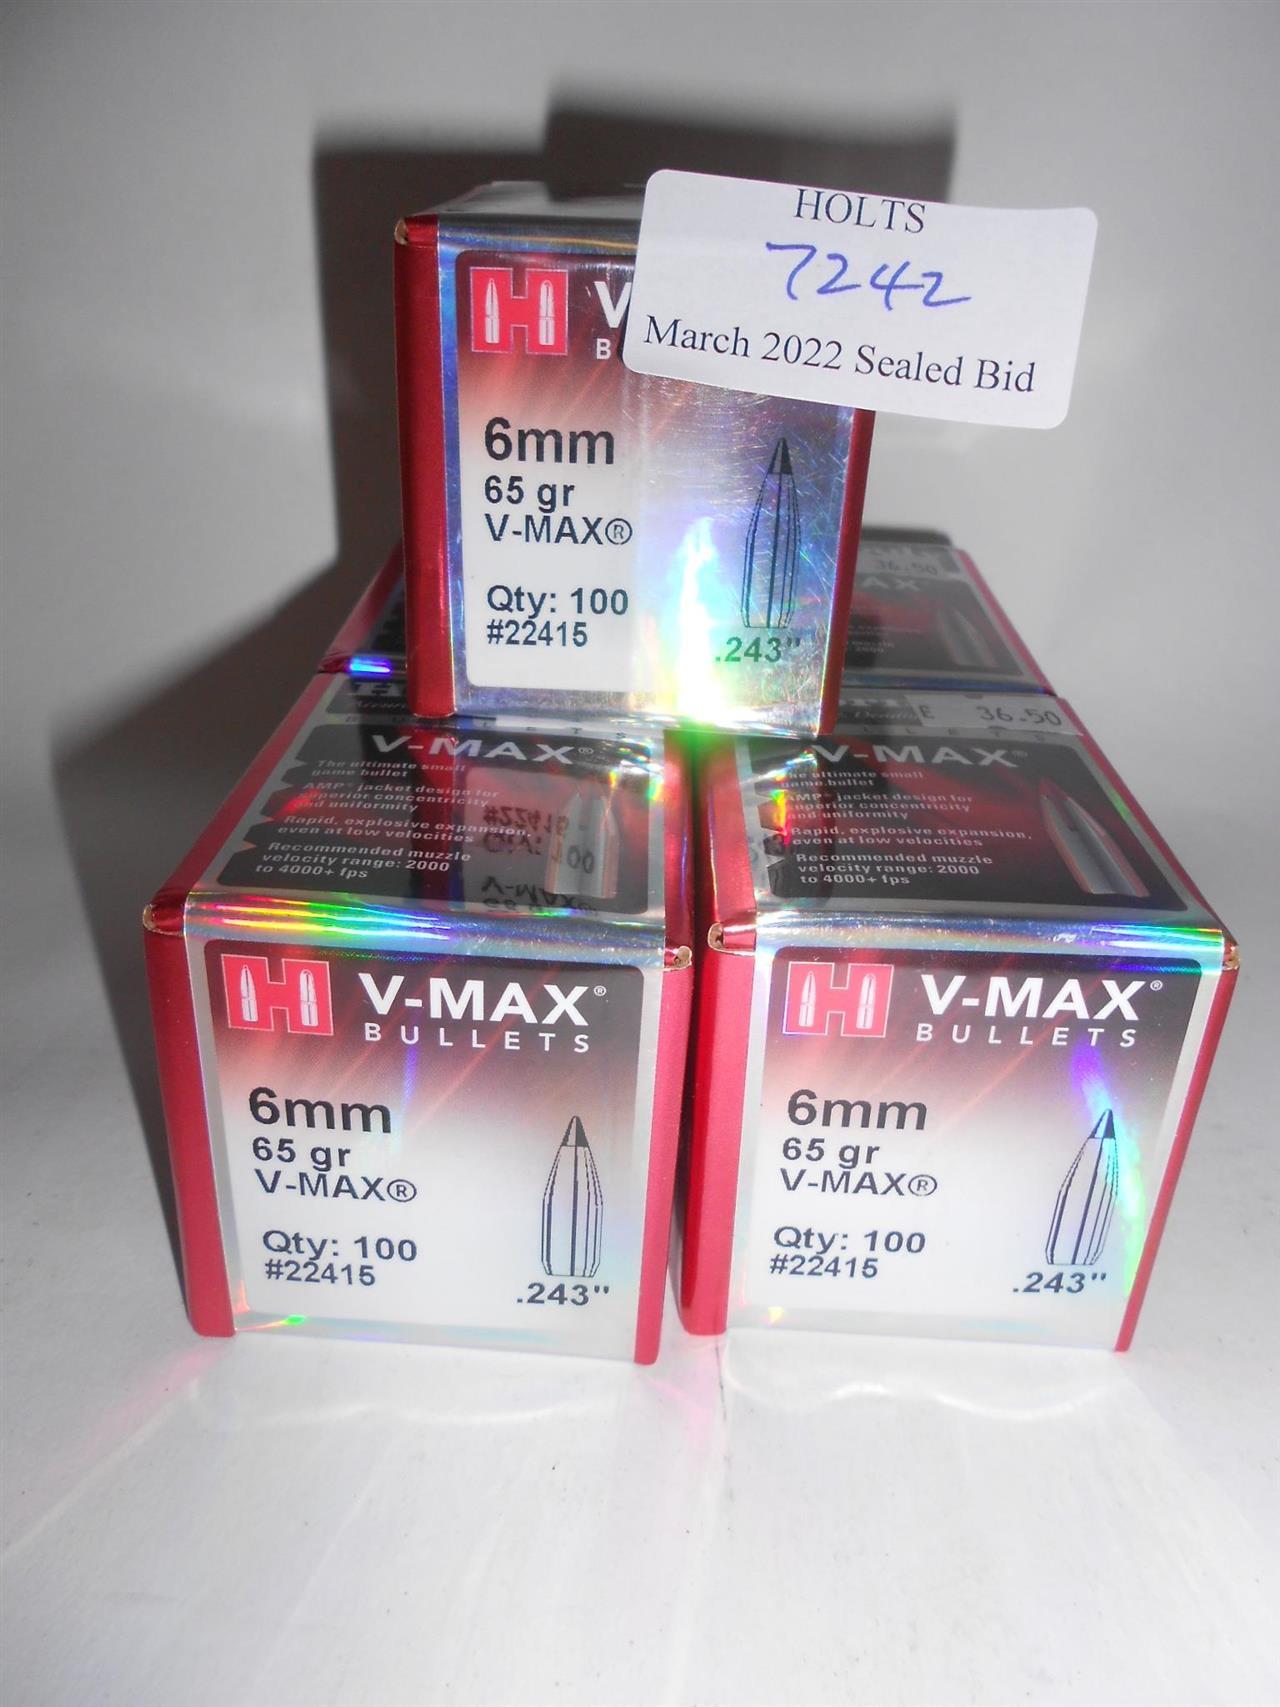 HOLTS
7242
March 2022 Sealed Bid
V
B
6mm
65 gr
V-MAX®
Qty: 100
#22415
.243"
36.50
AX
E 36.50
V-MAX®
The ultimate small
game bullet
AMP® jacket design for
superior concentricity
and uniformity
Rapid, explosive expansion,
even at low velocities
Recommended muzzle
velocity range: 2000
to 4000+ fps
V-MAX®
The ultimate small
game bullet
AMP® jacket design for
superior concentricity
and uniformity
Rapid, explosive expansion,
even at low velocities
Recommended muzzle
velocity range: 2000
to 4000+ fps
H V-MAX®
BULLETS
6mm
65 gr
V-MAX®
Qty: 100
#22415
.243"
H V-MAX®
BULLETS
6mm
65 gr
V-MAX®
Qty: 100
#22415
.243"